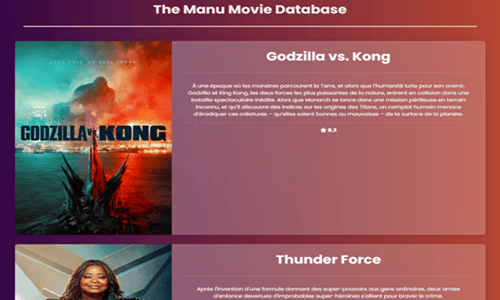 The Manu Movie Database
Godzilla vs. Kong
À une époque où les monstres parcourent la Terre, et alors que l'humanité lutte pour son avenir,
Godzilla et King Kong, les deux forces les plus puissantes de la nature, entrent en collision dans une
bataille spectaculaire inédite. Alors que Monarch se lance dans une mission périlleuse en terrain
inconnu, et qu'il découvre des indices sur les origines des Titans, un complot humain menace
d'éradiquer ces créatures – qu'elles soient bonnes ou mauvaises – de la surface de la planète.
8.3
GODZILLA vs. KONG
Thunder Force
Après l'invention d'une formule donnant des super-pouvoirs aux gens ordinaires, deux amies
d'enfance devenues d'improbables super-héroïnes s'allient pour braver le crime.